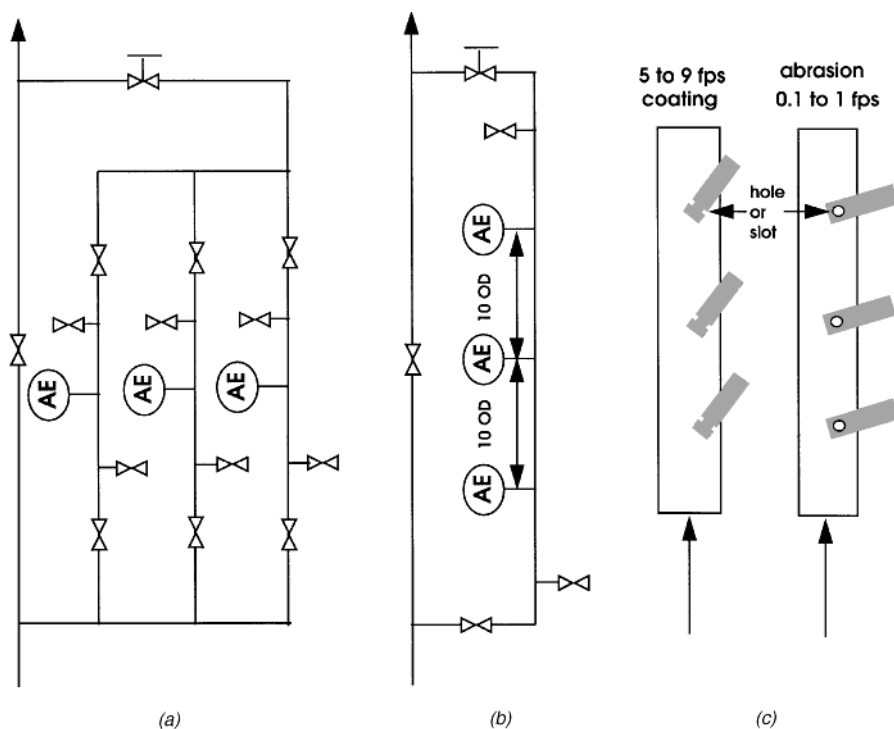 AE
AE
AE
(a)
AE
10 OD
AE
10 OD
AE
(b)
5 to 9 fps
coating
abrasion
0.1 to 1 fps
hole
or
slot
(c)